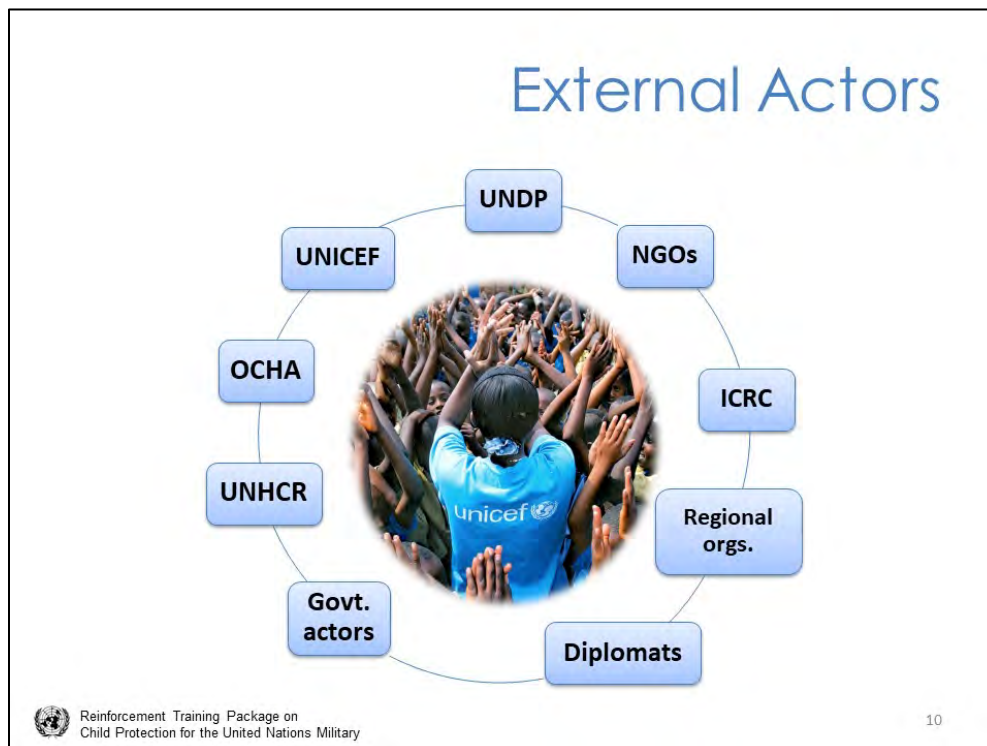 External Actors
UNDP
NGOs
ICRC
Regional
orgs.
Diplomats
Govt.
actors
UNHCR
OCHA
UNICEF
unicef
Reinforcement Training Package on
Child Protection for the United Nations Military
10